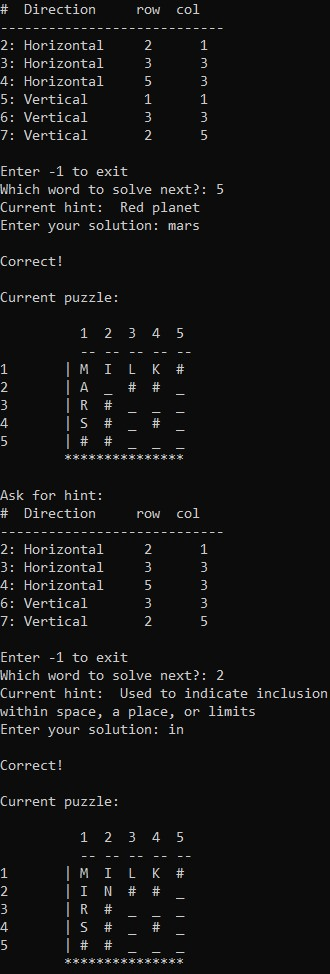 #  Direction     row  col
----------------------------
2: Horizontal     2      1
3: Horizontal     3      3
4: Horizontal     5      3
5: Vertical       1      1
6: Vertical       3      3
7: Vertical       2      5
Enter -1 to exit
Which word to solve next?: 5
Current hint:  Red planet
Enter your solution: mars
Correct!
Current puzzle:
          1  2  3  4  5
          -- -- -- -- --
1       | M  I  L  K  #
2       | A  _  #  #  _
3       | R  #  _  _  _
4       | S  #  _  #  _
5       | #  #  _  _  _
        ***************
Ask for hint:
#  Direction     row  col
----------------------------
2: Horizontal     2      1
3: Horizontal     3      3
4: Horizontal     5      3
6: Vertical       3      3
7: Vertical       2      5
Enter -1 to exit
Which word to solve next?: 2
Current hint:  Used to indicate inclusion
within space, a place, or limits
Enter your solution: in
Correct!
Current puzzle:
          1  2  3  4  5
          -- -- -- -- --
1       | M  I  L  K  #
2       | I  N  #  #  _
3       | R  #  _  _  _
4       | S  #  _  #  _
5       | #  #  _  _  _
        ***************